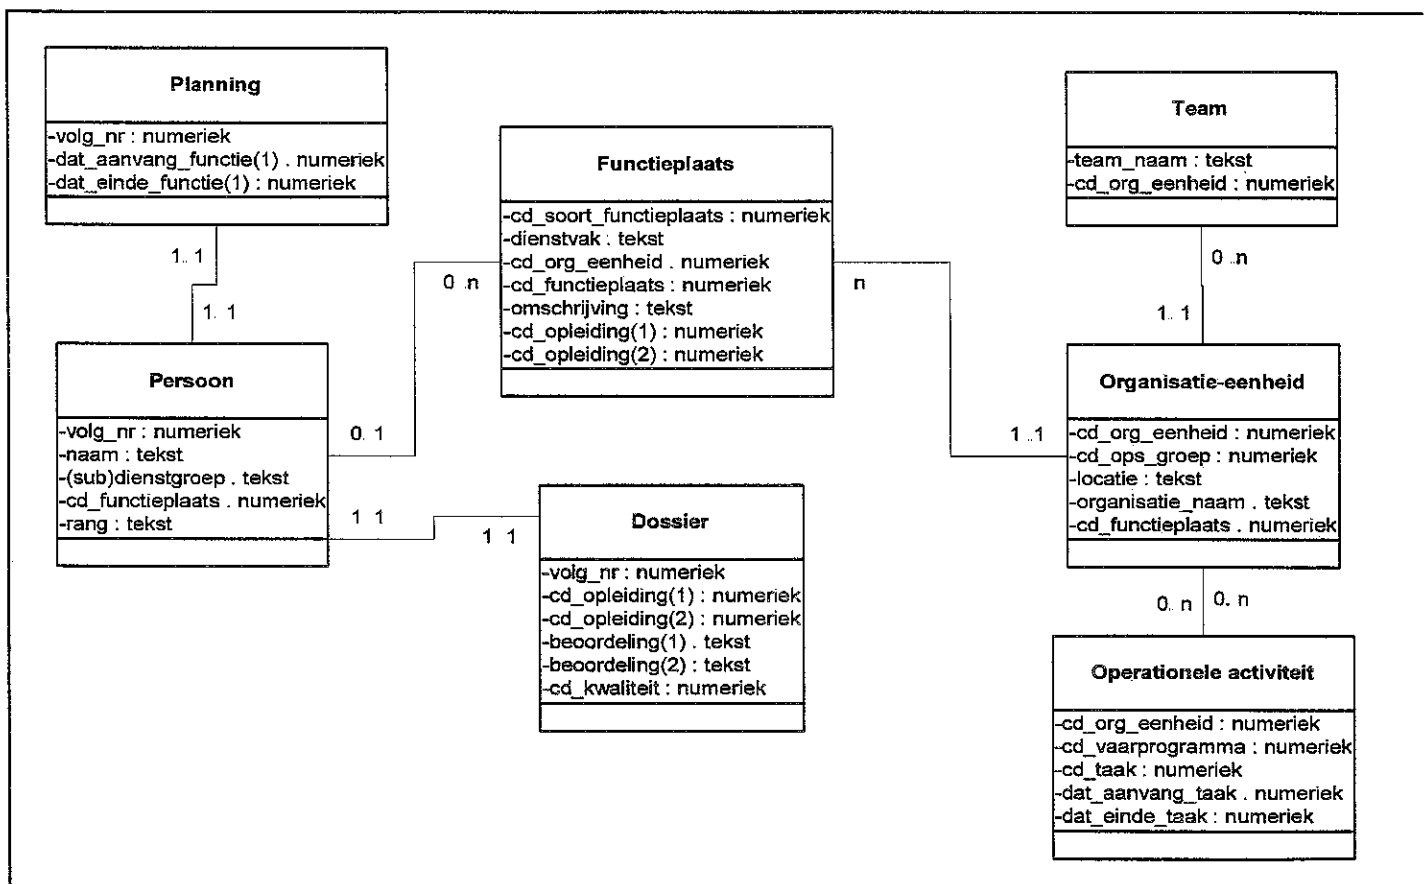 Planning
-volg_nr : numeriek
-dat_aanvang_functie(1) . numeriek
-dat_einde_functie(1) : numeriek
1..1
1. 1
Persoon
-volg_nr : numeriek
-naam : tekst
-(sub)dienstgroep . tekst
-cd_functieplaats . numeriek
-rang : tekst
0. 1
1 1
Functieplaats
-cd_soort_functieplaats : numeriek
-dienstvak : tekst
-cd_org_eenheid . numeriek
-cd_functieplaats : numeriek
-omschrijving : tekst
-cd_opleiding(1) : numeriek
-cd_opleiding(2) : numeriek
0 .n
n
Dossier
-volg_nr : numeriek
-cd_opleiding(1) : numeriek
-cd_opleiding(2) : numeriek
-beoordeling(1) . tekst
-beoordeling(2) : tekst
-cd_kwaliteit : numeriek
1 1
Team
-team_naam : tekst
-cd_org_eenheid : numeriek
0 ..n
1.. 1
Organisatie-eenheid
-cd_org_eenheid : numeriek
-cd_ops_groep : numeriek
-locatie : tekst
-organisatie_naam . tekst
-cd_functieplaats . numeriek
1 ..1
0.. n
0. n
Operationele activiteit
-cd_org_eenheid : numeriek
-cd_vaarprogramma : numeriek
-cd_taak : numeriek
-dat_aanvang_taak . numeriek
-dat_einde_taak : numeriek